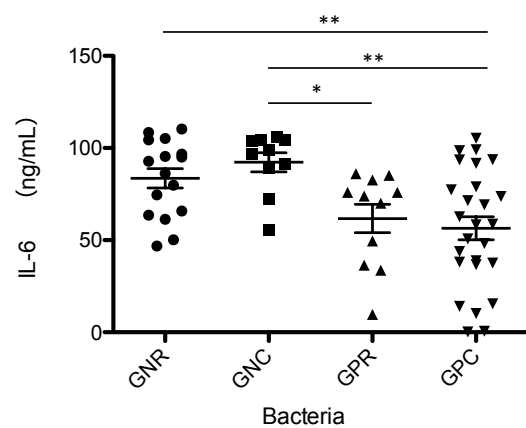 **
**
*
150
100
50
0
IL-6 (ng/mL)
GNR
GNC
GPR
GPC
Bacteria